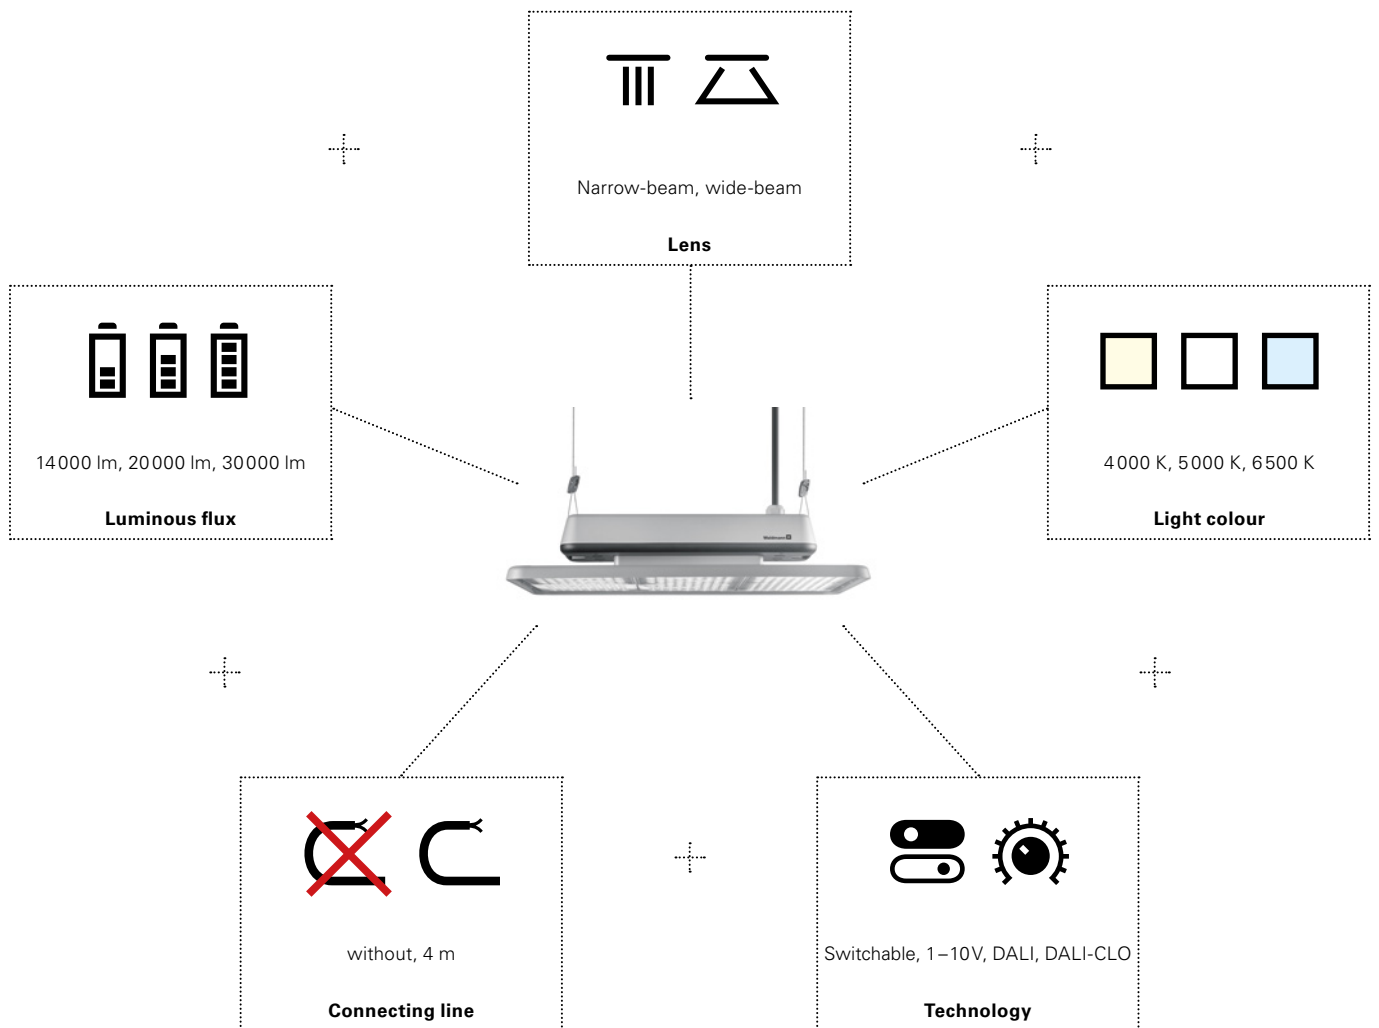 Narrow-beam, wide-beam
Lens
14000 lm, 20000 lm, 30000 lm
Luminous flux
4000 K, 5000 K, 6500 K
Light colour
without, 4 m
Connecting line
Switchable, 1–10 V, DALI, DALI-CLO
Technology